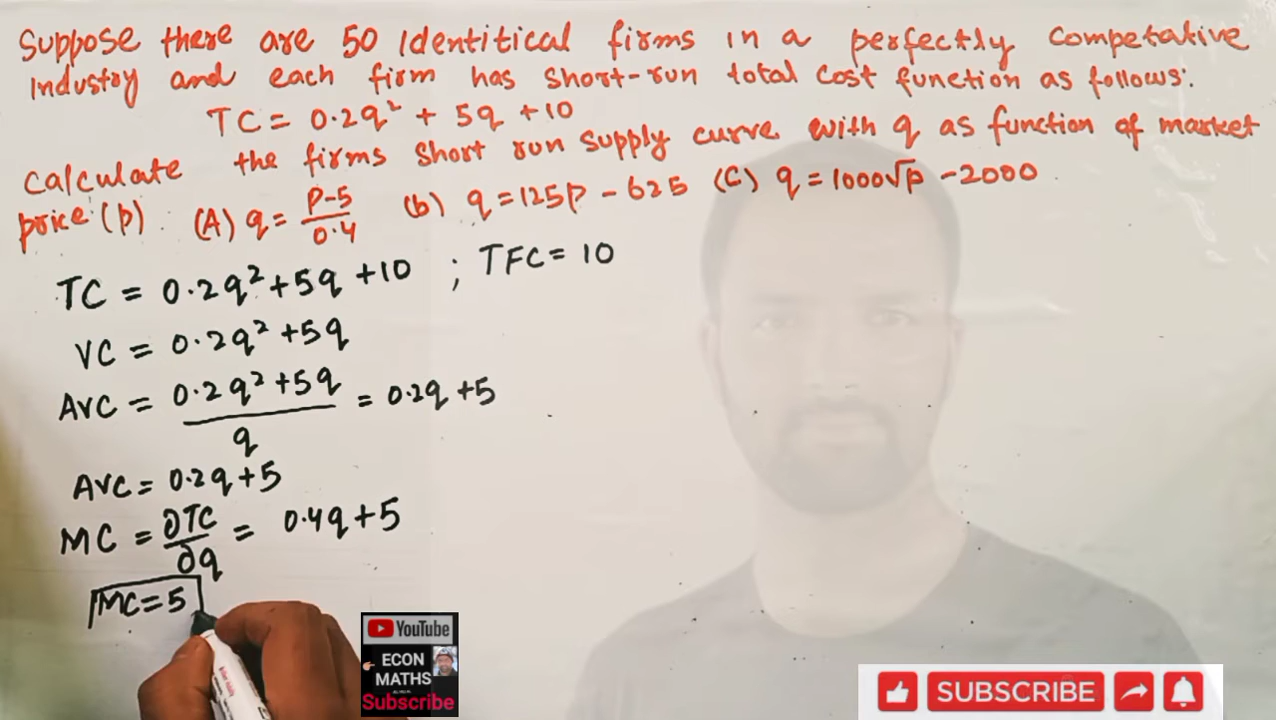 Suppose there are 50 Identitical firms in a perfectly Competative
Industry and each firm has Short-run total Cost function as follows:
TC = 0.2q² + 5q + 10
Calculate the firms Short run Supply curve with q as function of market
price (p). (A) q = P-5 / 0.4 (b) q = 125p - 625 (C) q = 1000√p - 2000
TC = 0.2q² + 5q + 10 ; TFC = 10
VC = 0.2q² + 5q
AVC = 0.2q² + 5q / q = 0.2q + 5
AVC = 0.2q + 5
MC = ∂TC / ∂q = 0.4q + 5
MC = 5
YouTube
ECON
MATHS
Subscribe
SUBSCRIBE